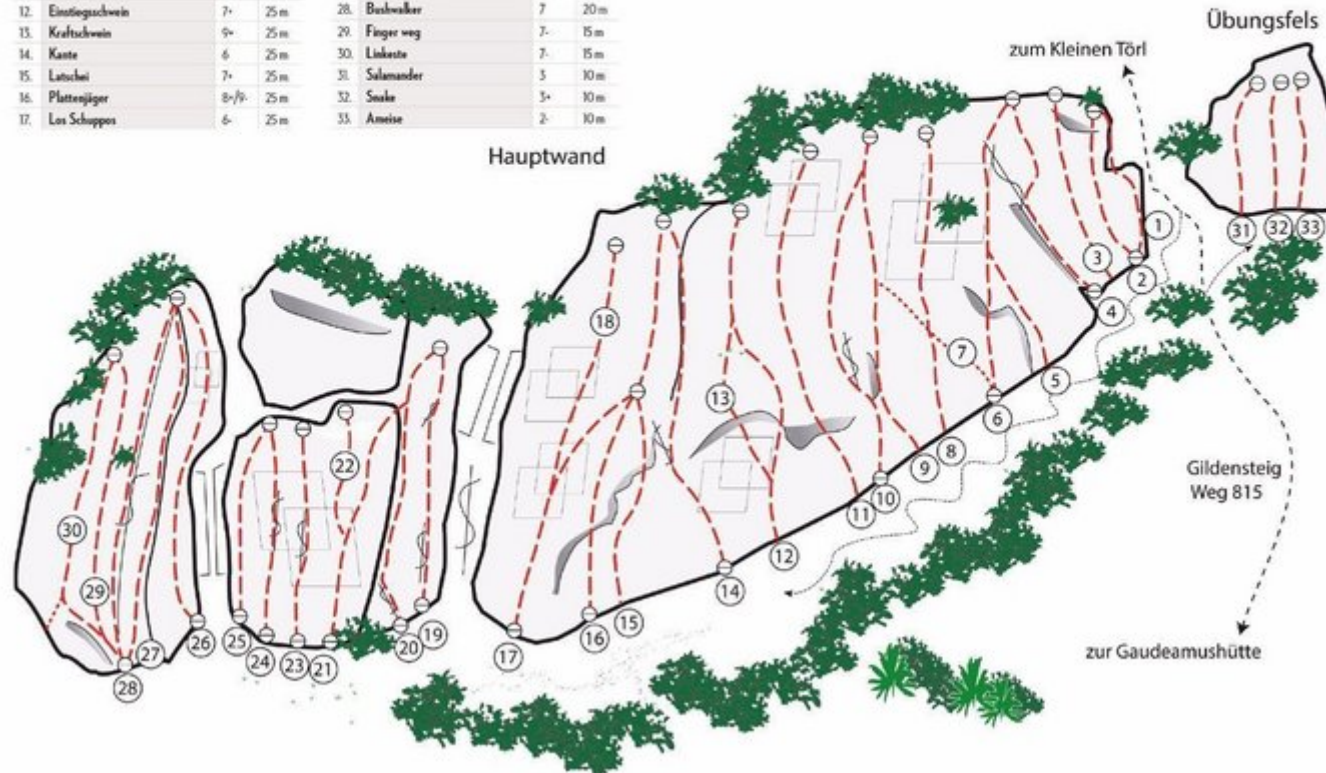 12. Einstiegsschwein 7+ 25 m
13. Kraftschwein 9+ 25 m
14. Kante 6 25 m
15. Latschei 7+ 25 m
16. Plattenjäger 8+/9- 25 m
17. Los Schuppos 6- 25 m
28. Bushwalker 7 20 m
29. Finger weg 7- 15 m
30. Linkeste 7- 15 m
31. Salamander 3 10 m
32. Snake 3+ 10 m
33. Ameise 2- 10 m
Übungsfels
zum Kleinen Törl
Hauptwand
1
31
32
33
3
2
4
18
7
5
13
6
22
8
9
10
11
30
12
29
14
27
26
25
24
23
21
20
19
17
16
15
28
Gildensteig
Weg 815
zur Gaudeamushütte